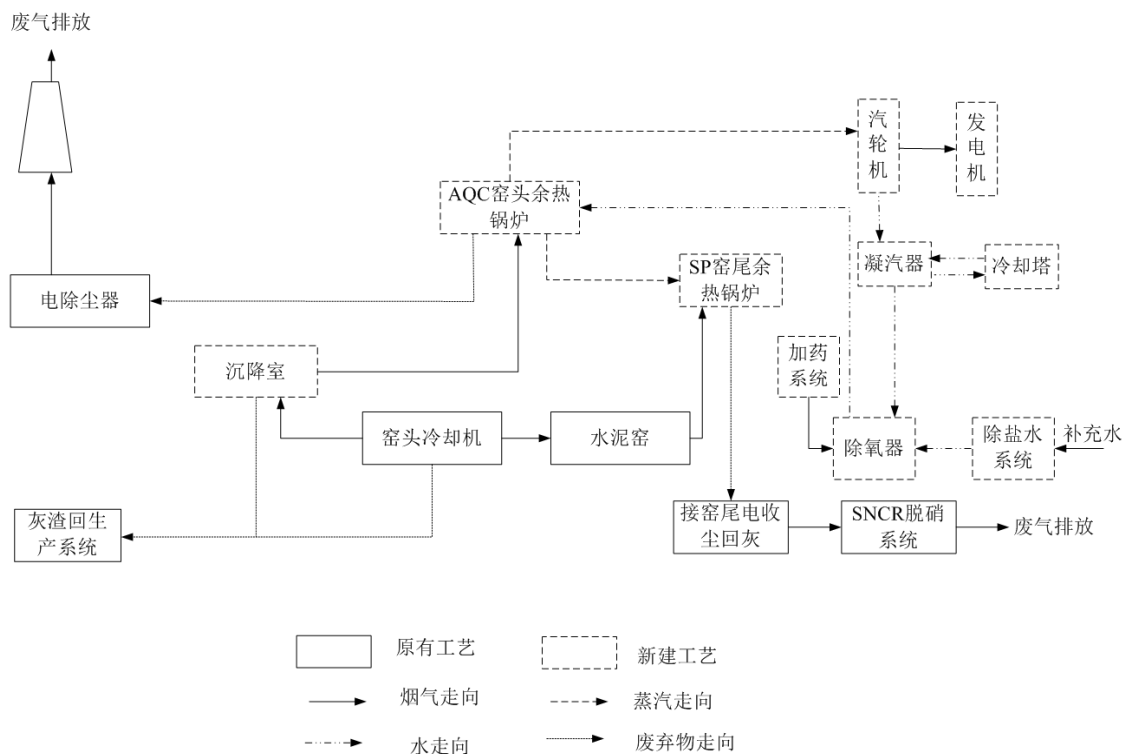 废气排放
汽
轮
机
发
电
机
AQC窑头余热
锅炉
SP窑尾余
热锅炉
凝汽器
冷却塔
电除尘器
加药
系统
沉降室
窑头冷却机
水泥窑
除氧器
除盐水
系统
补充水
灰渣回生
产系统
接窑尾电收
尘回灰
SNCR脱硝
系统
废气排放
原有工艺
新建工艺
烟气走向
蒸汽走向
水走向
废弃物走向